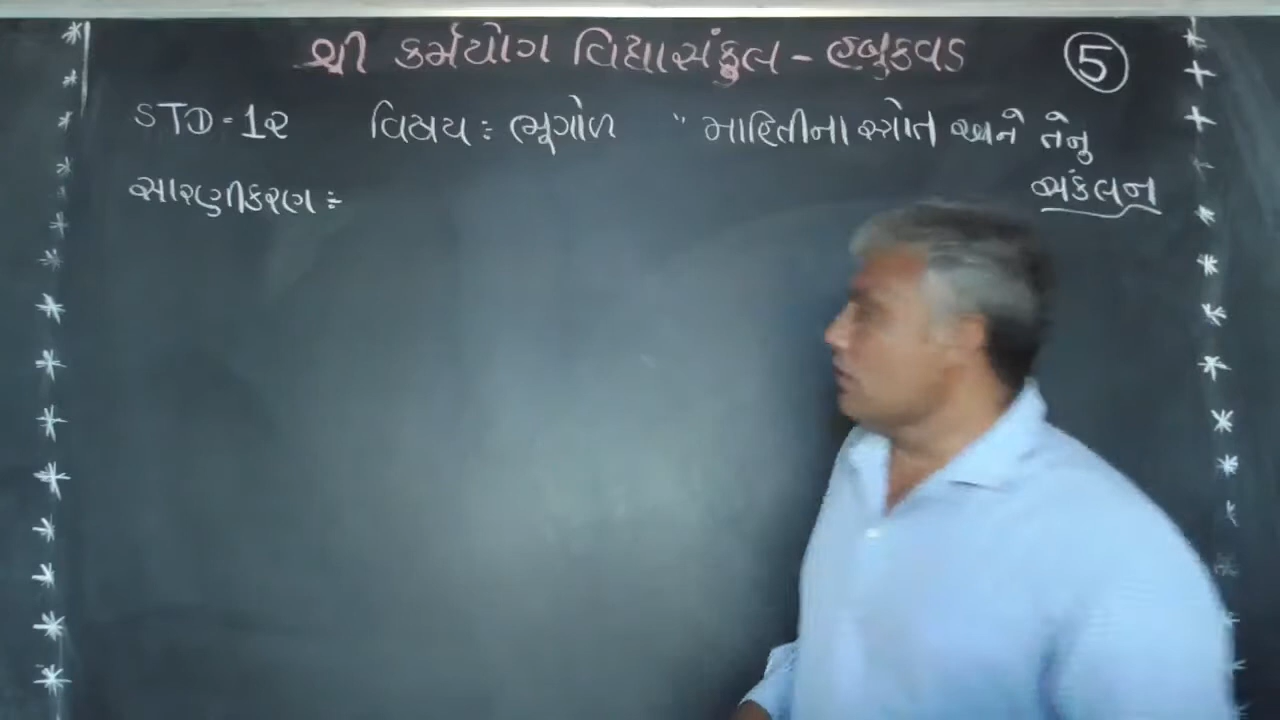 શ્રી કર્મયોગ વિદ્યાસંકુલ - હબુકવડ 5
STD - 12 વિષય : ભૂગોળ " માહિતીના સ્ત્રોત અને તેનુ
સંકલન
સારણીકરણ :-